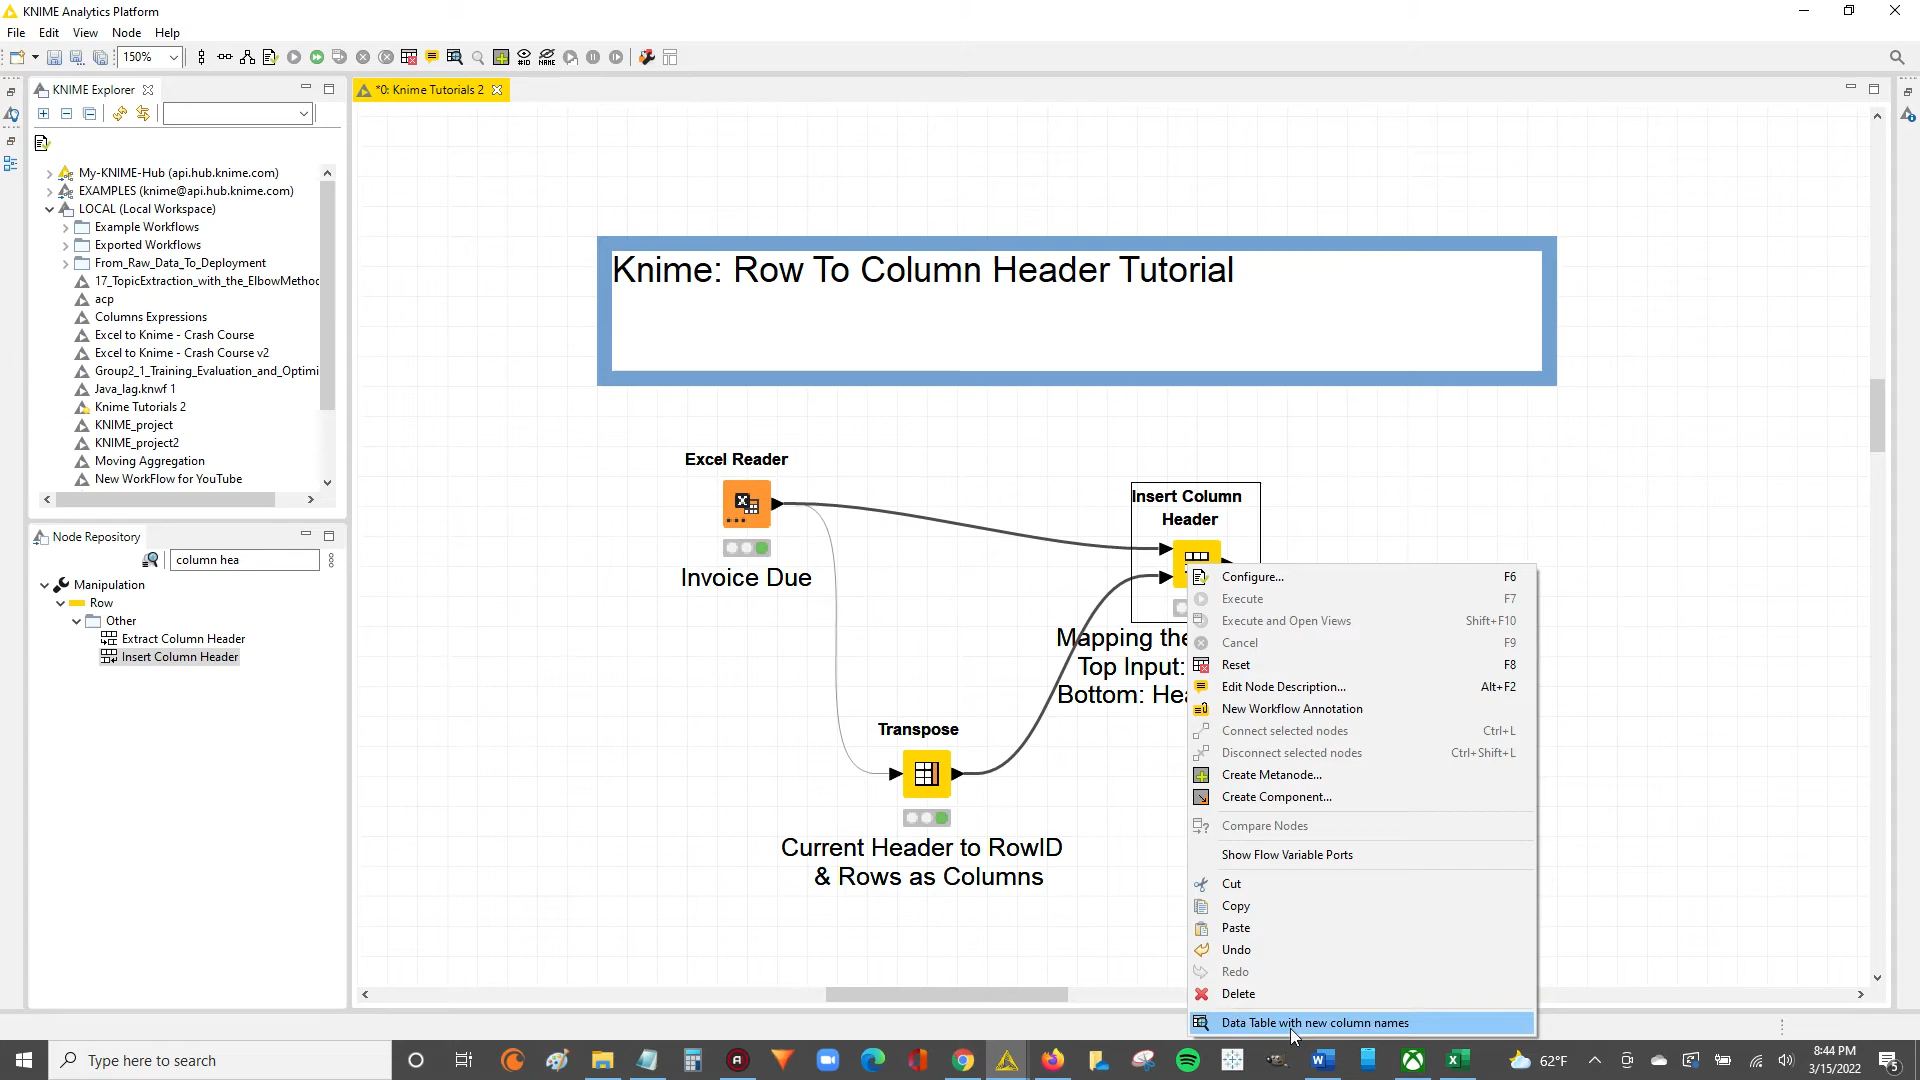 KNIME Analytics Platform
File Edit View Node Help
150%
KNIME Explorer
*0: Knime Tutorials 2
My-KNIME-Hub (api.hub.knime.com)
EXAMPLES (knime@api.hub.knime.com)
LOCAL (Local Workspace)
Example Workflows
Exported Workflows
From_Raw_Data_To_Deployment
17_TopicExtraction_with_the_ElbowMethod
acp
Columns Expressions
Excel to Knime - Crash Course
Excel to Knime - Crash Course v2
Group2_1_Training_Evaluation_and_Optimi
Java_lag.knwf 1
Knime Tutorials 2
KNIME_project
KNIME_project2
Moving Aggregation
New WorkFlow for YouTube
Node Repository
column hea
Manipulation
Row
Other
Extract Column Header
Insert Column Header
Knime: Row To Column Header Tutorial
Excel Reader
Invoice Due
Insert Column
Header
Mapping the
Top Input:
Bottom: Hea
Transpose
Current Header to RowID
& Rows as Columns
Configure... F6
Execute F7
Execute and Open Views Shift+F10
Cancel F9
Reset F8
Edit Node Description... Alt+F2
New Workflow Annotation
Connect selected nodes Ctrl+L
Disconnect selected nodes Ctrl+Shift+L
Create Metanode...
Create Component...
Compare Nodes
Show Flow Variable Ports
Cut
Copy
Paste
Undo
Redo
Delete
Data Table with new column names
Type here to search
62°F
8:44 PM
3/15/2022
5